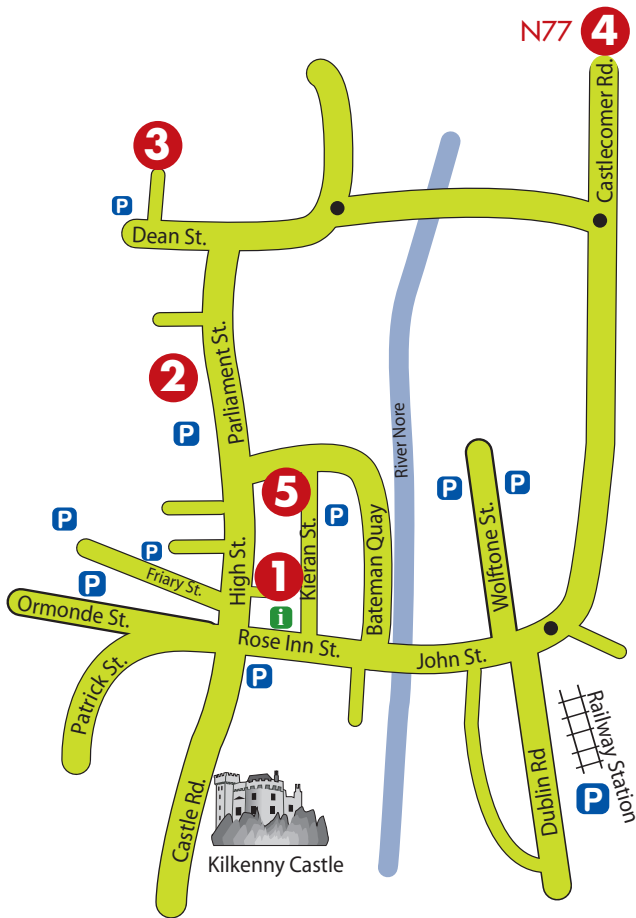 N77 4
Castlecomer Rd.
3
P
Dean St.
Parliament St.
2
P
River Nore
5
P
P
P
Wolftone St.
P
P
P
Friary St.
High St.
1
Kieran St.
Bateman Quay
i
Ormonde St.
Rose Inn St.
John St.
Patrick St.
P
Castle Rd.
Kilkenny Castle
Dublin Rd
Railway Station
P